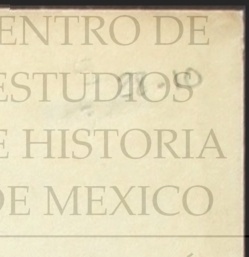 ENTRO DE
ESTUDIOS
E HISTORIA
DE MEXICO